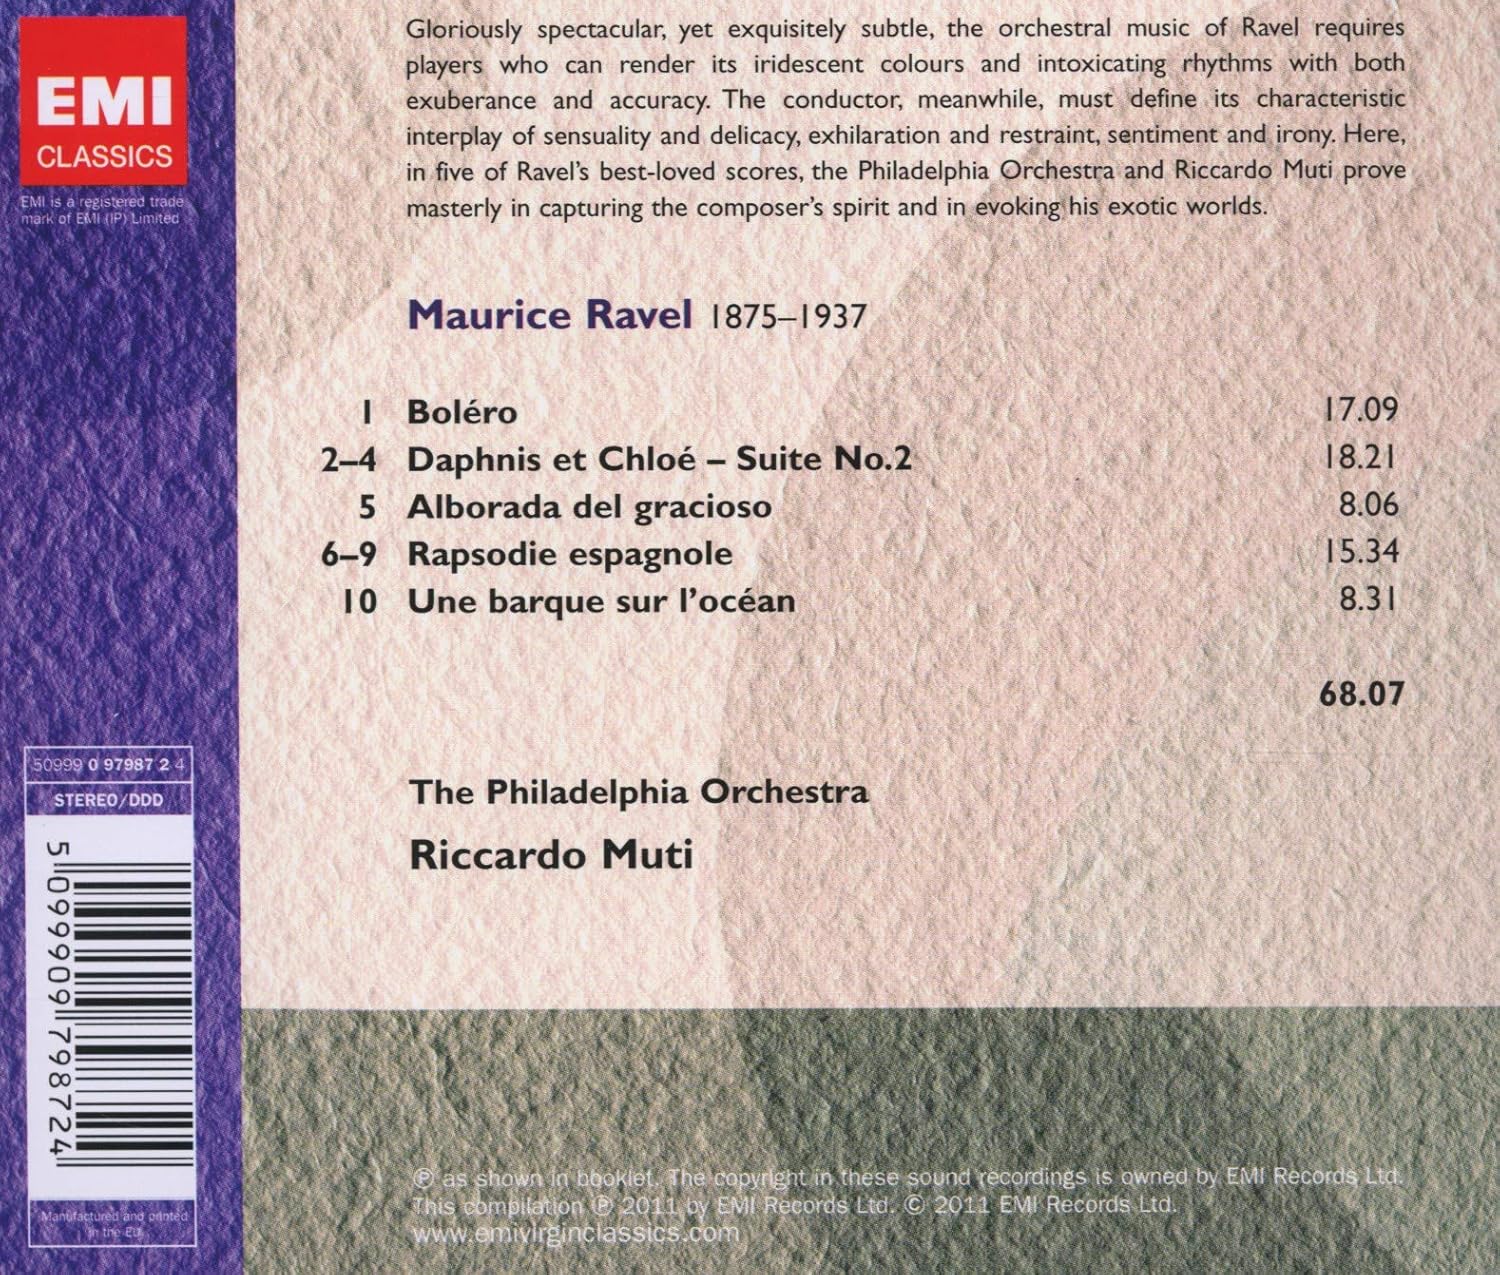 Gloriously spectacular, yet exquisitely subtle, the orchestral music of Ravel requires
players who can render its iridescent colours and intoxicating rhythms with both
exuberance and accuracy. The conductor, meanwhile, must define its characteristic
interplay of sensuality and delicacy, exhilaration and restraint, sentiment and irony. Here,
in five of Ravel's best-loved scores, the Philadelphia Orchestra and Riccardo Muti prove
masterly in capturing the composer's spirit and in evoking his exotic worlds.
EMI
CLASSICS
EMI is a registered trade
mark of EMI (IP) Limited
Maurice Ravel 1875–1937
1 Boléro 17.09
2–4 Daphnis et Chloé – Suite No.2 18.21
5 Alborada del gracioso 8.06
6–9 Rapsodie espagnole 15.34
10 Une barque sur l'océan 8.31
68.07
The Philadelphia Orchestra
Riccardo Muti
50999 0 97987 2 4
STEREO/DDD
5 099909 798724
Manufactured and printed
in the EU
℗ as shown in booklet. The copyright in these sound recordings is owned by EMI Records Ltd.
This compilation ℗ 2011 by EMI Records Ltd. © 2011 EMI Records Ltd.
www.emivirginclassics.com